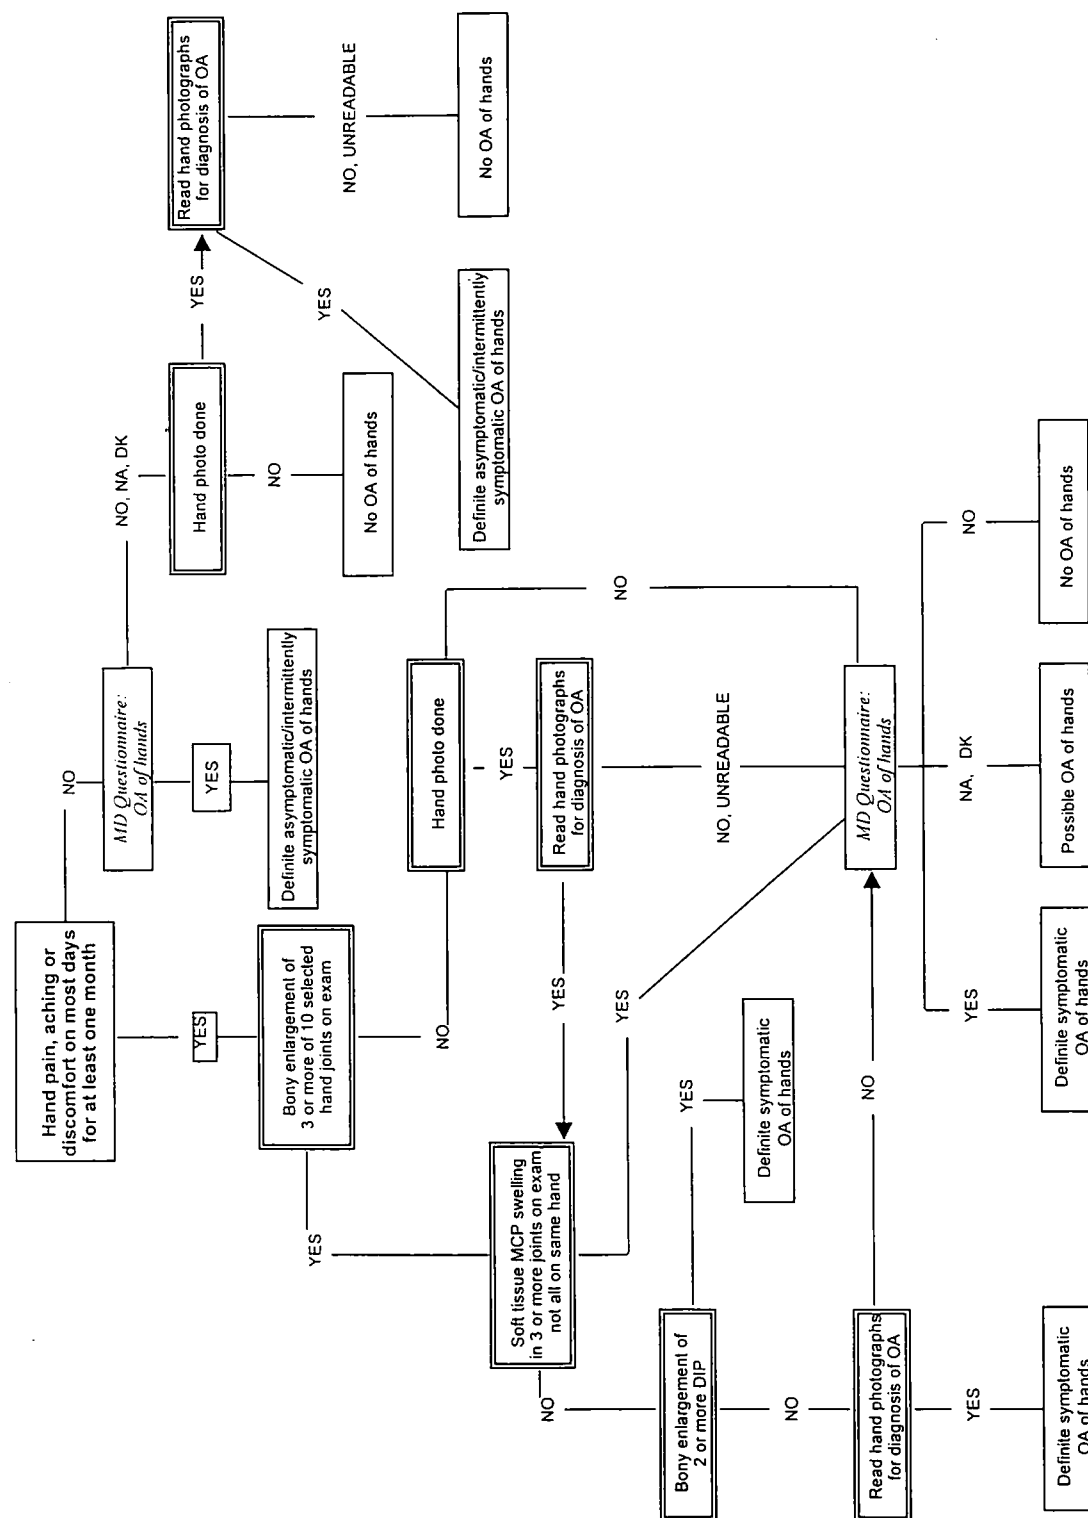 Hand pain, aching or
discomfort on most days
for at least one month
NO
MD Questionnaire:
OA of hands
NO, NA, DK
Hand photo done
YES
Read hand photographs
for diagnosis of OA
NO
No OA of hands
YES
NO, UNREADABLE
Definite asymptomatic/intermittently
symptomatic OA of hands
No OA of hands
YES
Definite asymptomatic/intermittently
symptomatic OA of hands
YES
Bony enlargement of
3 or more of 10 selected
hand joints on exam
NO
Hand photo done
NO
YES
Read hand photographs
for diagnosis of OA
YES
NO, UNREADABLE
YES
Soft tissue MCP swelling
in 3 or more joints on exam
not all on same hand
YES
NO
Bony enlargement of
2 or more DIP
YES
Definite symptomatic
OA of hands
NO
Read hand photographs
for diagnosis of OA
NO
MD Questionnaire:
OA of hands
YES
Definite symptomatic
OA of hands
YES
Definite symptomatic
OA of hands
NA, DK
Possible OA of hands
NO
No OA of hands